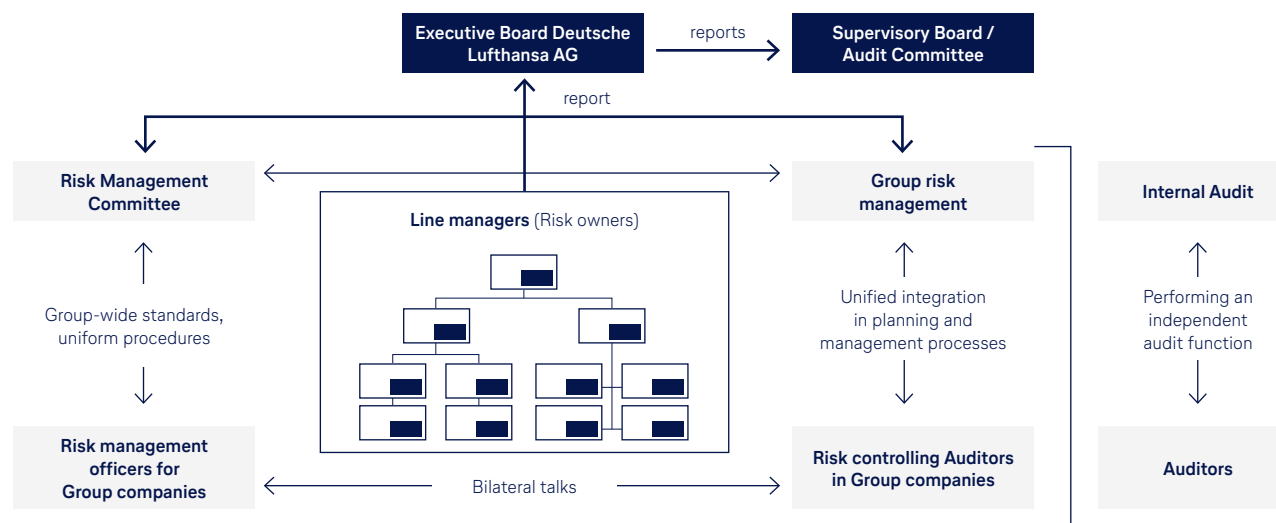 Executive Board Deutsche
Lufthansa AG
reports
Supervisory Board /
Audit Committee
report
Risk Management
Committee
Group risk
management
Internal Audit
Line managers (Risk owners)
Group-wide standards,
uniform procedures
Unified integration
in planning and
management processes
Performing an
independent
audit function
Risk management
officers for
Group companies
Bilateral talks
Risk controlling Auditors
in Group companies
Auditors